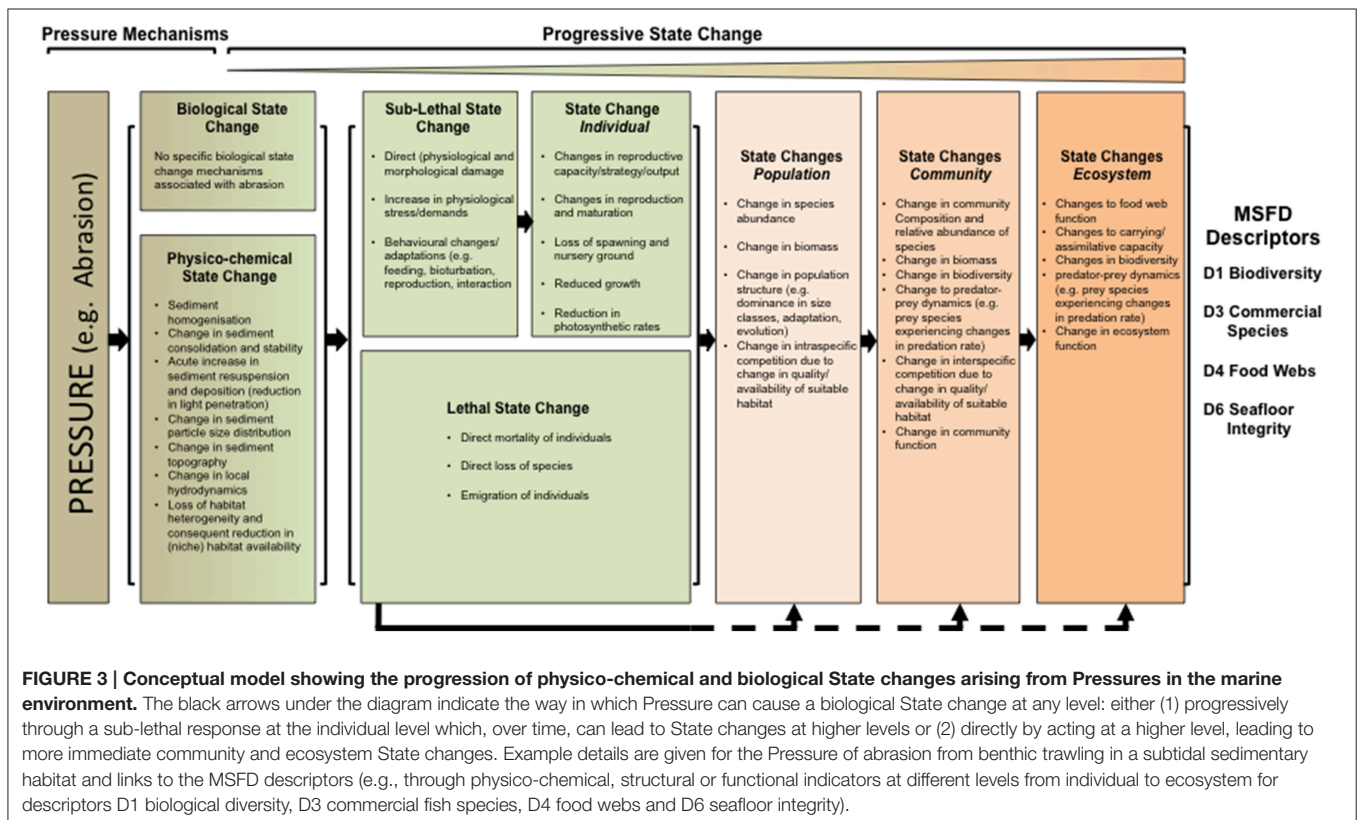 Pressure Mechanisms
Progressive State Change
PRESSURE (e.g. Abrasion)
Biological State
Change
No specific biological state
change mechanisms
associated with abrasion
Physico-chemical
State Change
• Sediment
homogenisation
• Change in sediment
consolidation and stability
• Acute increase in
sediment resuspension
and deposition (reduction
in light penetration)
• Change in sediment
particle size distribution
• Change in sediment
topography
• Change in local
hydrodynamics
• Loss of habitat
heterogeneity and
consequent reduction in
(niche) habitat availability
Sub-Lethal State
Change
• Direct (physiological and
morphological damage
• Increase in physiological
stress/demands
• Behavioural changes/
adaptations (e.g.
feeding, bioturbation,
reproduction, interaction
State Change
Individual
• Changes in reproductive
capacity/strategy/output
• Changes in reproduction
and maturation
• Loss of spawning and
nursery ground
• Reduced growth
• Reduction in
photosynthetic rates
Lethal State Change
• Direct mortality of individuals
• Direct loss of species
• Emigration of individuals
State Changes
Population
• Change in species
abundance
• Change in biomass
• Change in population
structure (e.g.
dominance in size
classes, adaptation,
evolution)
• Change in intraspecific
competition due to
change in quality/
availability of suitable
habitat
State Changes
Community
• Change in community
Composition and
relative abundance of
species
• Change in biomass
• Change in biodiversity
• Change to predator-
prey dynamics (e.g.
prey species
experiencing changes
in predation rate)
• Change in interspecific
competition due to
change in quality/
availability of suitable
habitat
• Change in community
function
State Changes
Ecosystem
• Changes to food web
function
• Changes to carrying/
assimilative capacity
• Changes in biodiversity
• predator-prey dynamics
(e.g. prey species
experiencing changes
in predation rate)
• Change in ecosystem
function
MSFD
Descriptors
D1 Biodiversity
D3 Commercial
Species
D4 Food Webs
D6 Seafloor
Integrity
FIGURE 3 | Conceptual model showing the progression of physico-chemical and biological State changes arising from Pressures in the marine
environment. The black arrows under the diagram indicate the way in which Pressure can cause a biological State change at any level: either (1) progressively
through a sub-lethal response at the individual level which, over time, can lead to State changes at higher levels or (2) directly by acting at a higher level, leading to
more immediate community and ecosystem State changes. Example details are given for the Pressure of abrasion from benthic trawling in a subtidal sedimentary
habitat and links to the MSFD descriptors (e.g., through physico-chemical, structural or functional indicators at different levels from individual to ecosystem for
descriptors D1 biological diversity, D3 commercial fish species, D4 food webs and D6 seafloor integrity).